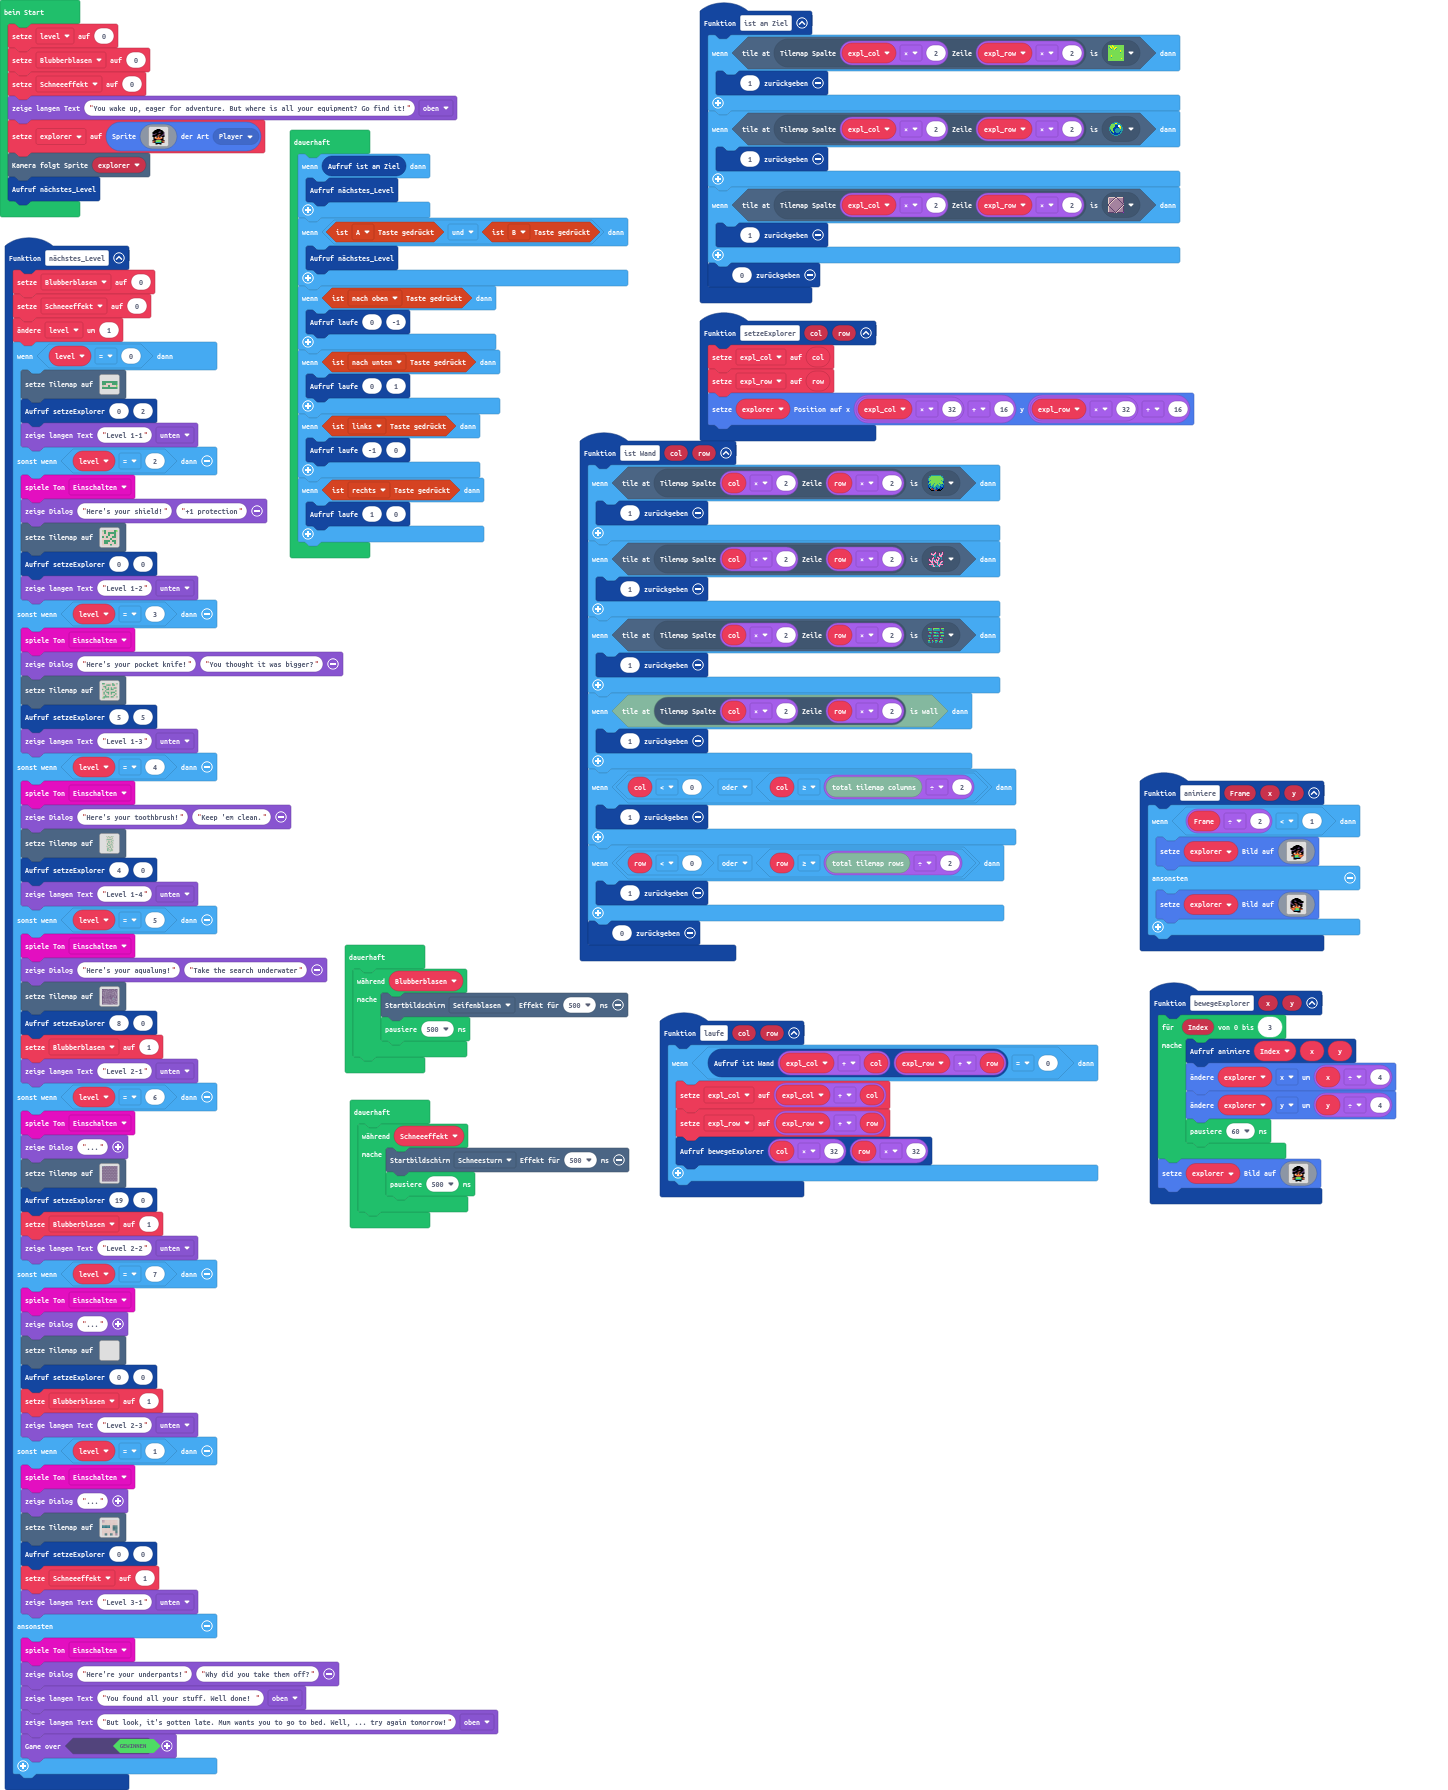 beim Start
setze level auf 0
setze Blubberblasen auf 0
setze Schneeeffekt auf 0
zeige langen Text "You wake up, eager for adventure. But where is all your equipment? Go find it!" oben
setze explorer auf Sprite der Art Player
Kamera folgt Sprite explorer
Aufruf nächstes_Level
Funktion nächstes_Level
setze Blubberblasen auf 0
setze Schneeeffekt auf 0
ändere level um 1
wenn level = 0 dann
setze Tilemap auf
Aufruf setzeExplorer 0 2
zeige langen Text "Level 1-1" unten
sonst wenn level = 2 dann
spiele Ton Einschalten
zeige Dialog "Here's your shield!" "+1 protection"
setze Tilemap auf
Aufruf setzeExplorer 0 0
zeige langen Text "Level 1-2" unten
sonst wenn level = 3 dann
spiele Ton Einschalten
zeige Dialog "Here's your pocket knife!" "You thought it was bigger?"
setze Tilemap auf
Aufruf setzeExplorer 5 5
zeige langen Text "Level 1-3" unten
sonst wenn level = 4 dann
spiele Ton Einschalten
zeige Dialog "Here's your toothbrush!" "Keep 'em clean."
setze Tilemap auf
Aufruf setzeExplorer 4 0
zeige langen Text "Level 1-4" unten
sonst wenn level = 5 dann
spiele Ton Einschalten
zeige Dialog "Here's your aqualung!" "Take the search underwater"
setze Tilemap auf
Aufruf setzeExplorer 8 0
setze Blubberblasen auf 1
zeige langen Text "Level 2-1" unten
sonst wenn level = 6 dann
spiele Ton Einschalten
zeige Dialog "..."
setze Tilemap auf
Aufruf setzeExplorer 19 0
setze Blubberblasen auf 1
zeige langen Text "Level 2-2" unten
sonst wenn level = 7 dann
spiele Ton Einschalten
zeige Dialog "..."
setze Tilemap auf
Aufruf setzeExplorer 0 0
setze Blubberblasen auf 1
zeige langen Text "Level 2-3" unten
sonst wenn level = 1 dann
spiele Ton Einschalten
zeige Dialog "..."
setze Tilemap auf
Aufruf setzeExplorer 0 0
setze Schneeeffekt auf 1
zeige langen Text "Level 3-1" unten
ansonsten
spiele Ton Einschalten
zeige Dialog "Here're your underpants!" "Why did you take them off?"
zeige langen Text "You found all your stuff. Well done! " oben
zeige langen Text "But look, it's gotten late. Mum wants you to go to bed. Well, ... try again tomorrow!" oben
Game over GEWINNEN
dauerhaft
wenn Aufruf ist am Ziel dann
Aufruf nächstes_Level
wenn ist A Taste gedrückt und ist B Taste gedrückt dann
Aufruf nächstes_Level
wenn ist nach oben Taste gedrückt dann
Aufruf laufe 0 -1
wenn ist nach unten Taste gedrückt dann
Aufruf laufe 0 1
wenn ist links Taste gedrückt dann
Aufruf laufe -1 0
wenn ist rechts Taste gedrückt dann
Aufruf laufe 1 0
dauerhaft
während Blubberblasen
mache Startbildschirm Seifenblasen Effekt für 500 ms
pausiere 500 ms
dauerhaft
während Schneeeffekt
mache Startbildschirm Schneesturm Effekt für 500 ms
pausiere 500 ms
Funktion ist am Ziel
wenn tile at Tilemap Spalte expl_col × 2 Zeile expl_row × 2 is dann
1 zurückgeben
wenn tile at Tilemap Spalte expl_col × 2 Zeile expl_row × 2 is dann
1 zurückgeben
wenn tile at Tilemap Spalte expl_col × 2 Zeile expl_row × 2 is dann
1 zurückgeben
0 zurückgeben
Funktion setzeExplorer col row
setze expl_col auf col
setze expl_row auf row
setze explorer Position auf x expl_col × 32 + 16 y expl_row × 32 + 16
Funktion ist Wand col row
wenn tile at Tilemap Spalte col × 2 Zeile row × 2 is dann
1 zurückgeben
wenn tile at Tilemap Spalte col × 2 Zeile row × 2 is dann
1 zurückgeben
wenn tile at Tilemap Spalte col × 2 Zeile row × 2 is dann
1 zurückgeben
wenn tile at Tilemap Spalte col × 2 Zeile row × 2 is wall dann
1 zurückgeben
wenn col < 0 oder col ≥ total tilemap columns ÷ 2 dann
1 zurückgeben
wenn row < 0 oder row ≥ total tilemap rows ÷ 2 dann
1 zurückgeben
0 zurückgeben
Funktion laufe col row
wenn Aufruf ist Wand expl_col + col expl_row + row = 0 dann
setze expl_col auf expl_col + col
setze expl_row auf expl_row + row
Aufruf bewegeExplorer col × 32 row × 32
Funktion animiere Frame x y
wenn Frame ÷ 2 < 1 dann
setze explorer Bild auf
ansonsten
setze explorer Bild auf
Funktion bewegeExplorer x y
für Index von 0 bis 3
mache Aufruf animiere Index x y
ändere explorer x um x ÷ 4
ändere explorer y um y ÷ 4
pausiere 60 ms
setze explorer Bild auf